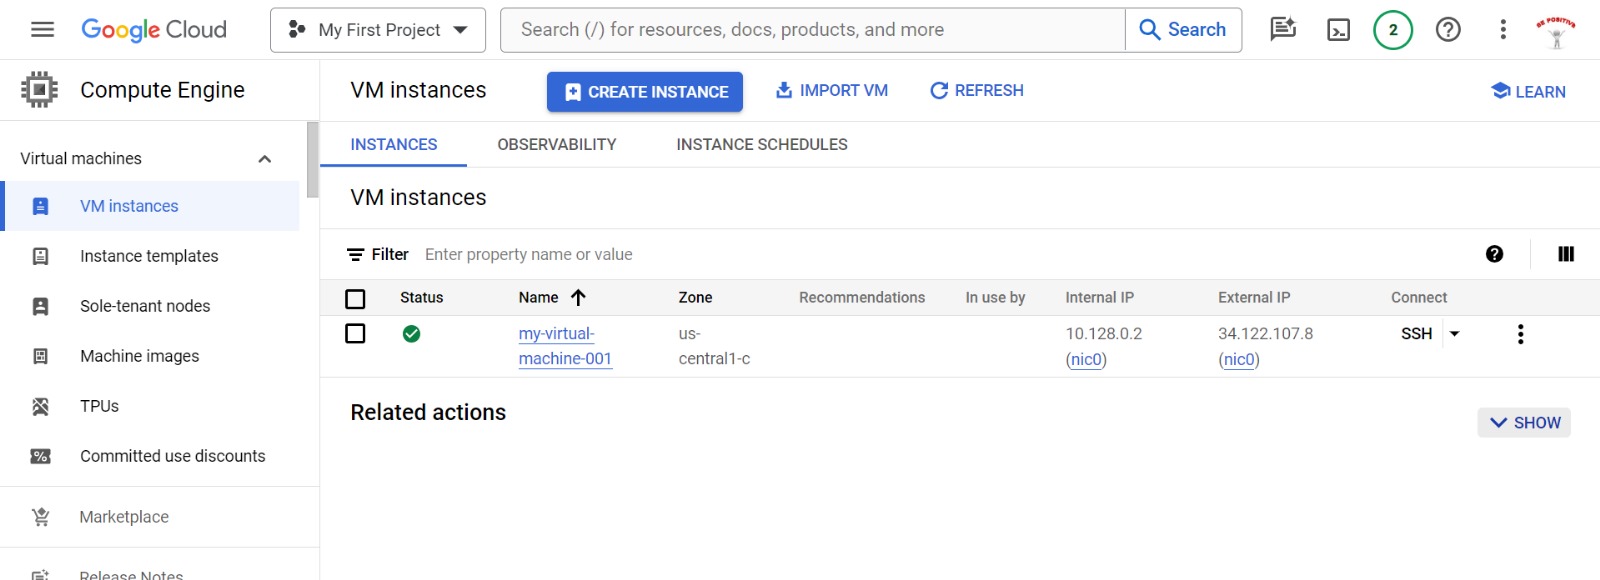 Google Cloud
My First Project
Search (/) for resources, docs, products, and more
Search
2
BE POSITIVE
Compute Engine
VM instances
CREATE INSTANCE
IMPORT VM
REFRESH
LEARN
Virtual machines
INSTANCES
OBSERVABILITY
INSTANCE SCHEDULES
VM instances
Instance templates
Sole-tenant nodes
Machine images
TPUs
Committed use discounts
Marketplace
Release Notes
VM instances
Filter
Enter property name or value
Status
Name
Zone
Recommendations
In use by
Internal IP
External IP
Connect
my-virtual-
machine-001
us-
central1-c
10.128.0.2
(nic0)
34.122.107.8
(nic0)
SSH
Related actions
SHOW